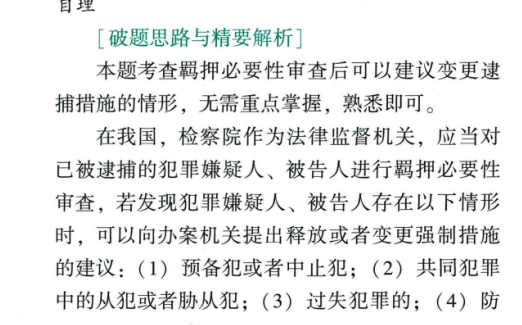 自理
[破题思路与精要解析]
本题考查羁押必要性审查后可以建议变更逮
捕措施的情形，无需重点掌握，熟悉即可。
在我国，检察院作为法律监督机关，应当对
已被逮捕的犯罪嫌疑人、被告人进行羁押必要性
审查，若发现犯罪嫌疑人、被告人存在以下情形
时，可以向办案机关提出释放或者变更强制措施
的建议：（1）预备犯或者中止犯；（2）共同犯罪
中的从犯或者胁从犯；（3）过失犯罪的；（4）防